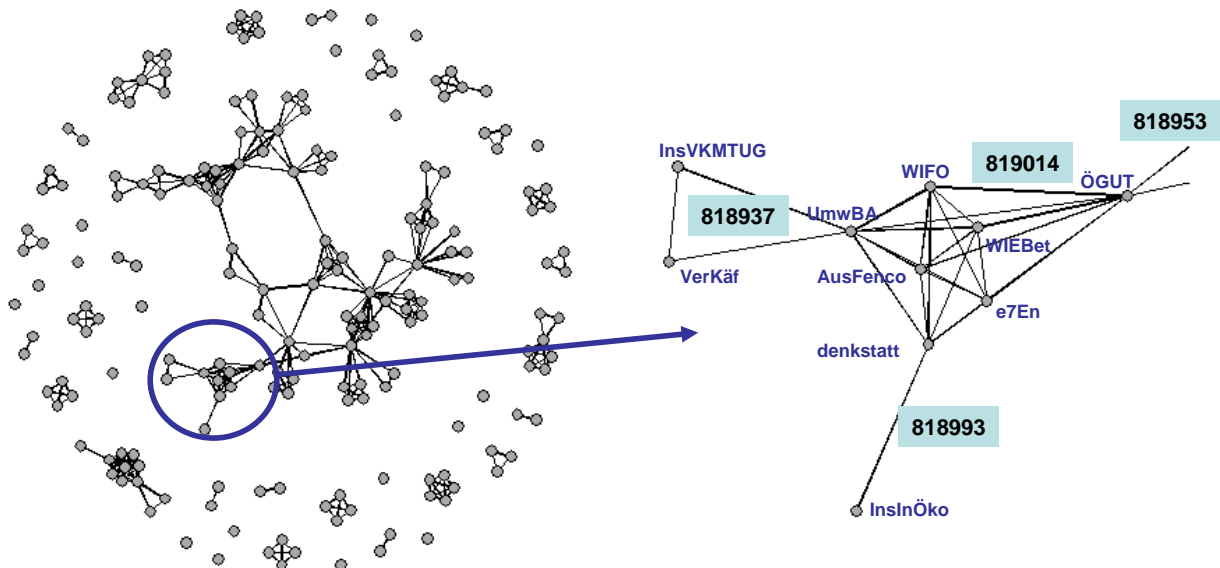 818953
InsVKMTUG
WIFO
819014
ÖGUT
818937
UmwBA
WIEBet
VerKäf
AusFenco
e7En
denkstatt
818993
InsInÖko